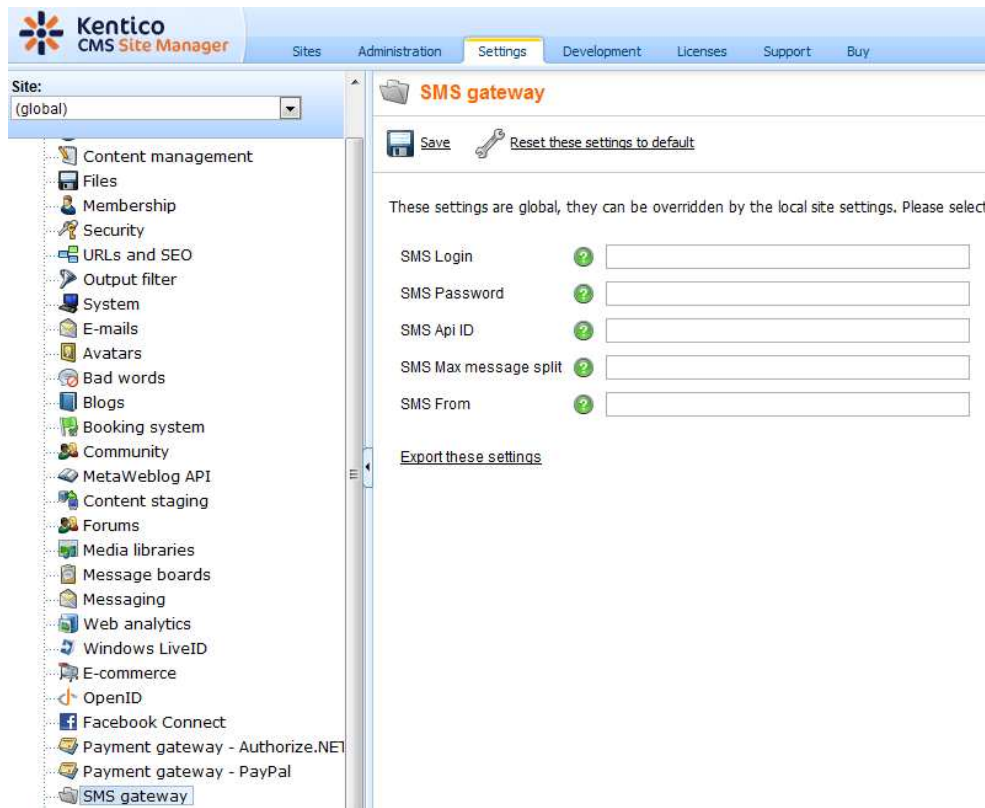 Kentico
CMS Site Manager
Sites Administration Settings Development Licenses Support Buy
Site:
(global)
Content management
Files
Membership
Security
URLs and SEO
Output filter
System
E-mails
Avatars
Bad words
Blogs
Booking system
Community
MetaWeblog API
Content staging
Forums
Media libraries
Message boards
Messaging
Web analytics
Windows LiveID
E-commerce
OpenID
Facebook Connect
Payment gateway - Authorize.NET
Payment gateway - PayPal
SMS gateway
SMS gateway
Save Reset these settings to default
These settings are global, they can be overridden by the local site settings. Please select
SMS Login
SMS Password
SMS Api ID
SMS Max message split
SMS From
Export these settings